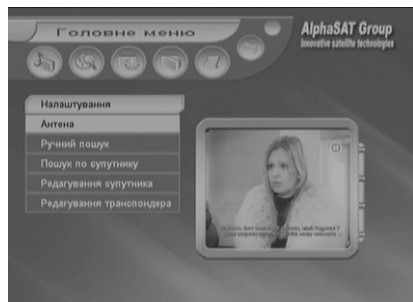 Головне меню
AlphaSAT Group
Innovative satellite technologies
Налаштування
Антена
Ручний пошук
Пошук по супутнику
Редагування супутника
Редагування транспондера